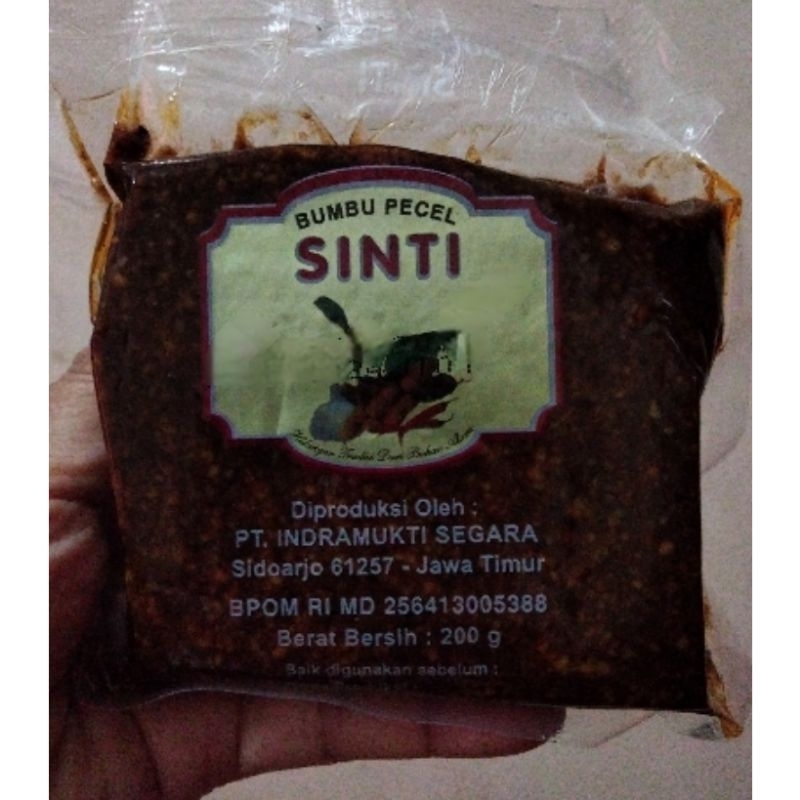 BUMBU PECEL
SINTI
Diproduksi Oleh :
PT. INDRAMUKTI SEGARA
Sidoarjo 61257 - Jawa Timur
BPOM RI MD 256413005388
Berat Bersih : 200 g
Baik digunakan sebelum :